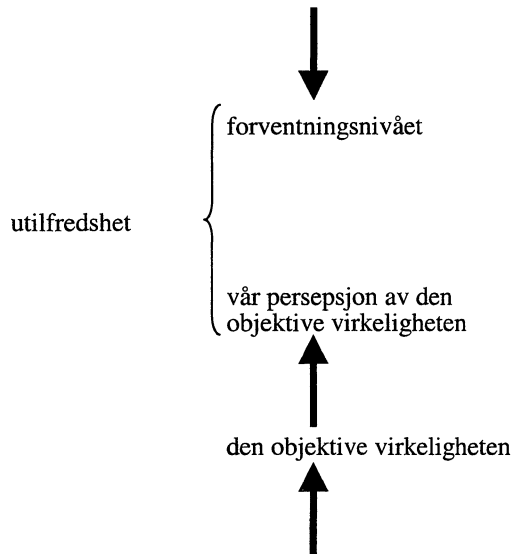 forventningsnivået
utilfredshet
vår persepsjon av den
objektive virkeligheten
den objektive virkeligheten